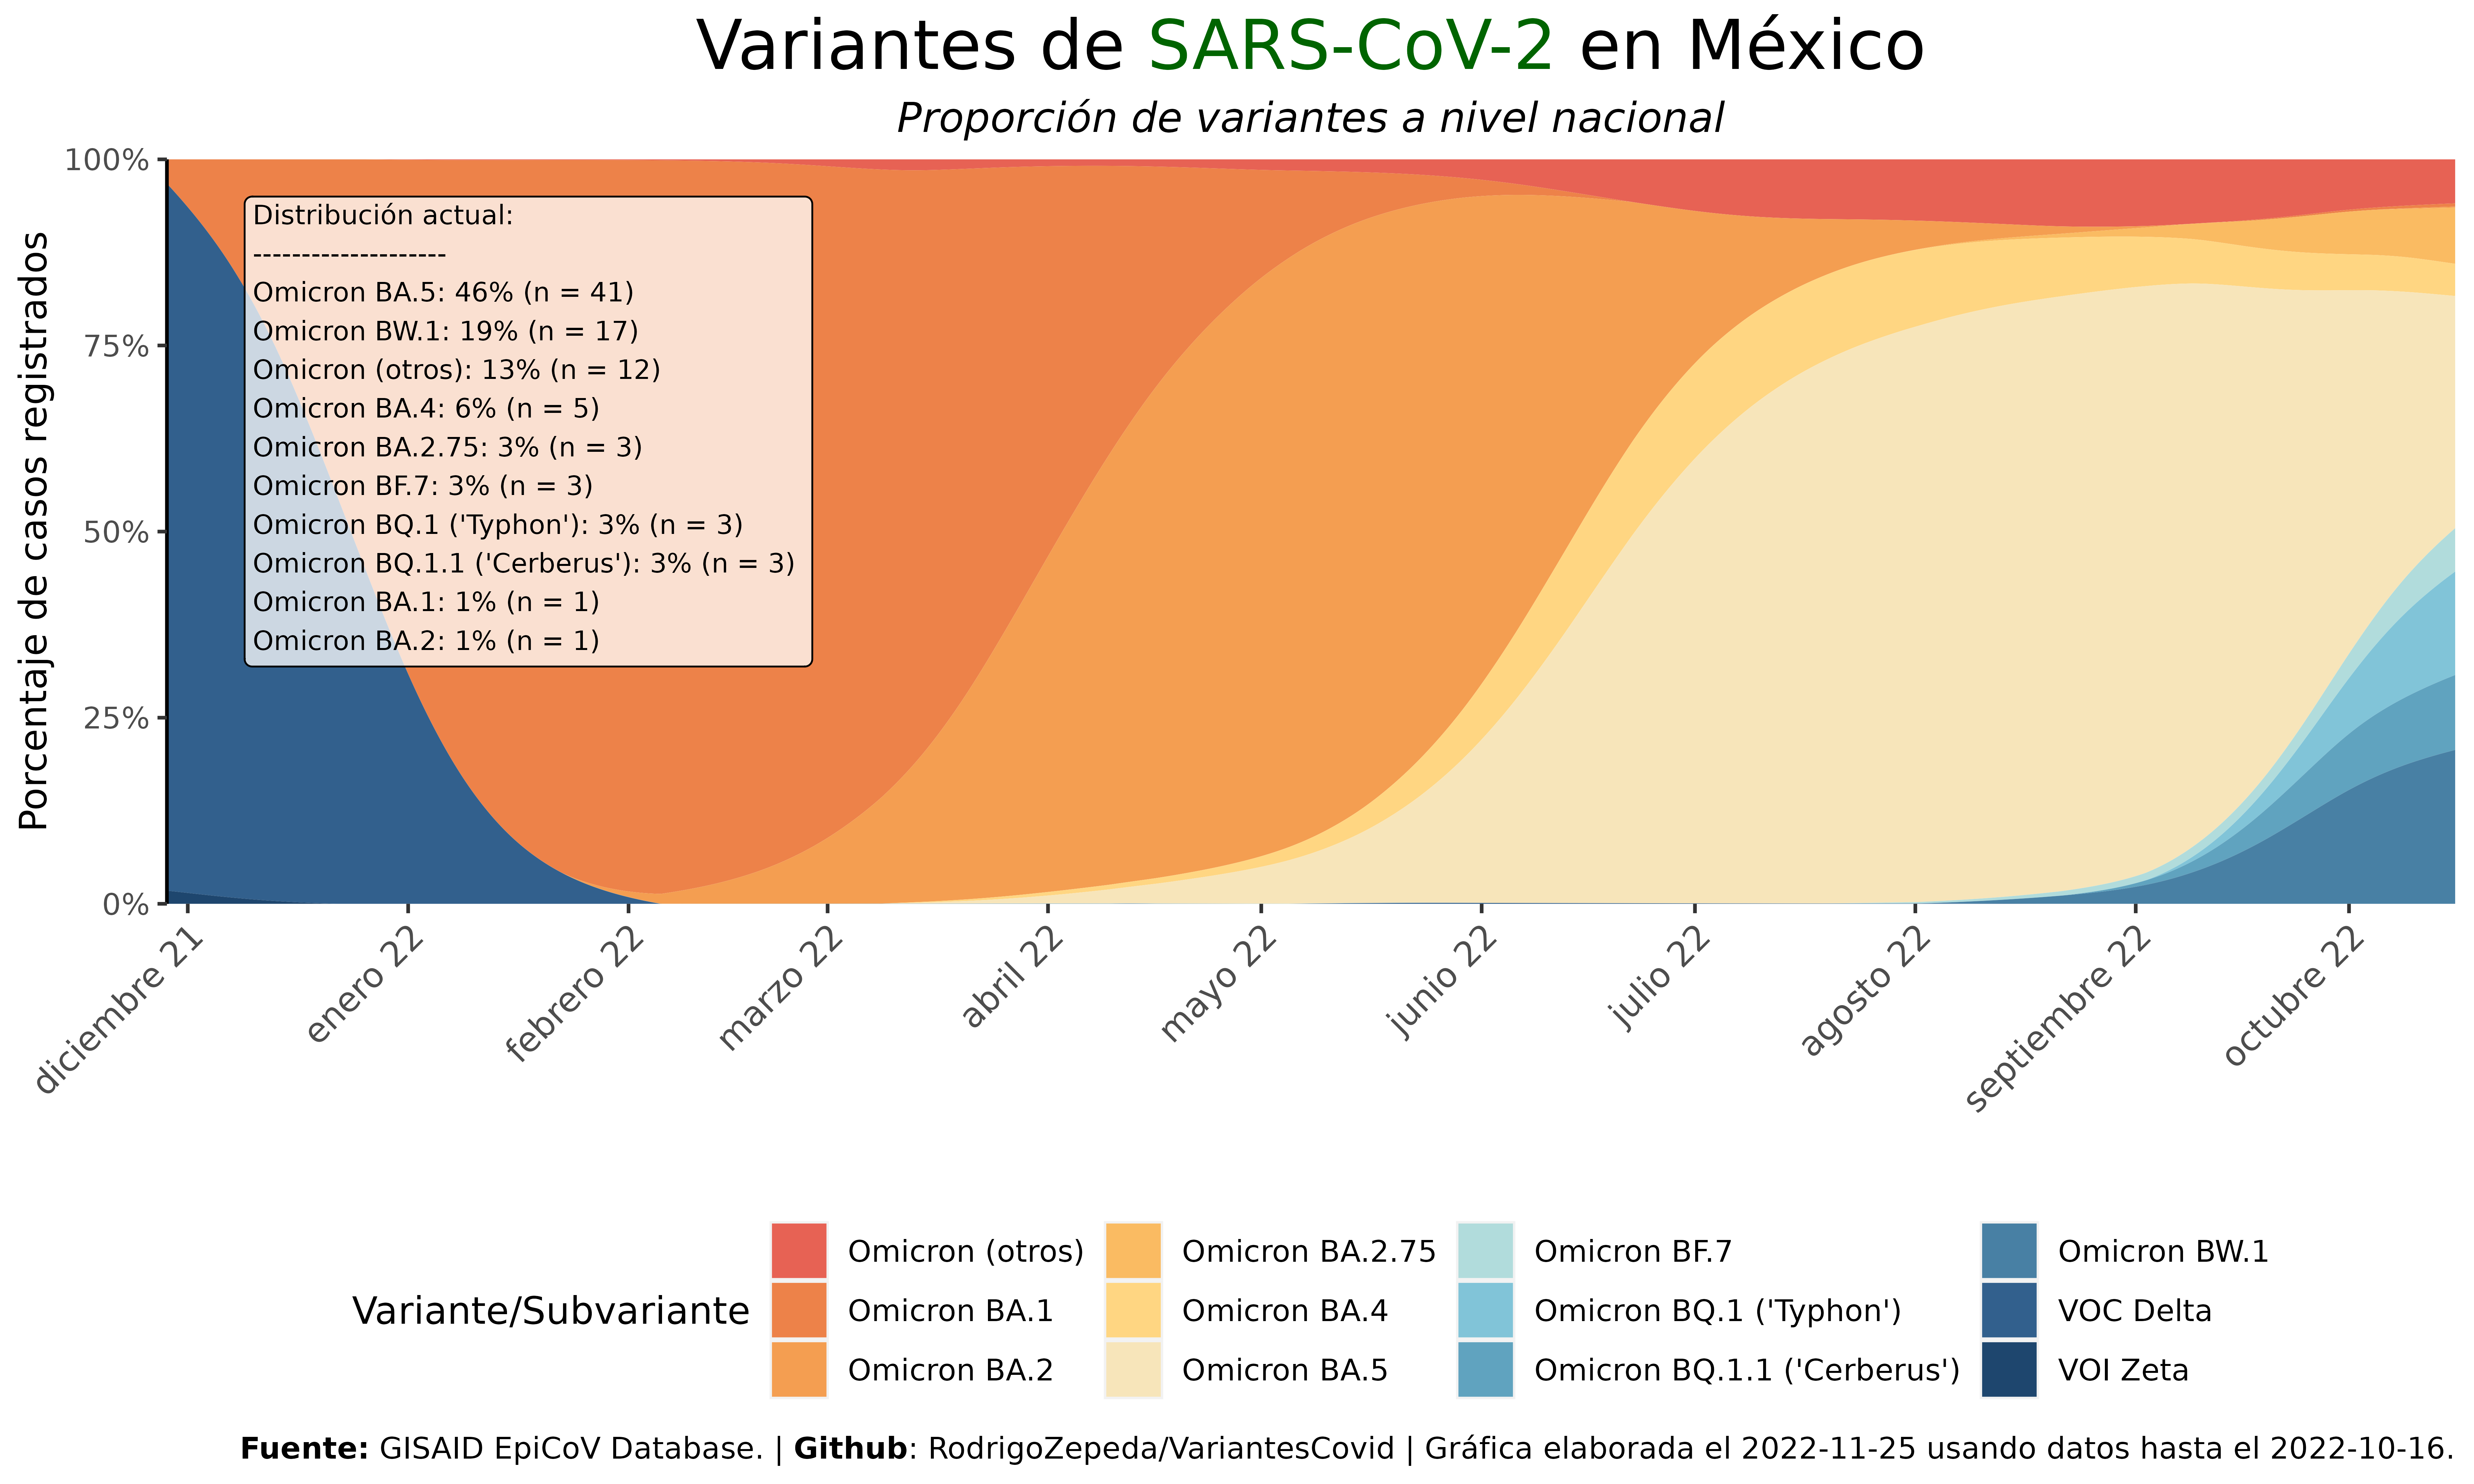 Variantes de SARS-CoV-2 en México
Proporción de variantes a nivel nacional
Porcentaje de casos registrados
100%
75%
50%
25%
0%
Distribución actual:
--------------------
Omicron BA.5: 46% (n = 41)
Omicron BW.1: 19% (n = 17)
Omicron (otros): 13% (n = 12)
Omicron BA.4: 6% (n = 5)
Omicron BA.2.75: 3% (n = 3)
Omicron BF.7: 3% (n = 3)
Omicron BQ.1 ('Typhon'): 3% (n = 3)
Omicron BQ.1.1 ('Cerberus'): 3% (n = 3)
Omicron BA.1: 1% (n = 1)
Omicron BA.2: 1% (n = 1)
diciembre 21
enero 22
febrero 22
marzo 22
abril 22
mayo 22
junio 22
julio 22
agosto 22
septiembre 22
octubre 22
Variante/Subvariante
Omicron (otros)
Omicron BA.1
Omicron BA.2
Omicron BA.2.75
Omicron BA.4
Omicron BA.5
Omicron BF.7
Omicron BQ.1 ('Typhon')
Omicron BQ.1.1 ('Cerberus')
Omicron BW.1
VOC Delta
VOI Zeta
Fuente: GISAID EpiCoV Database. | Github: RodrigoZepeda/VariantesCovid | Gráfica elaborada el 2022-11-25 usando datos hasta el 2022-10-16.